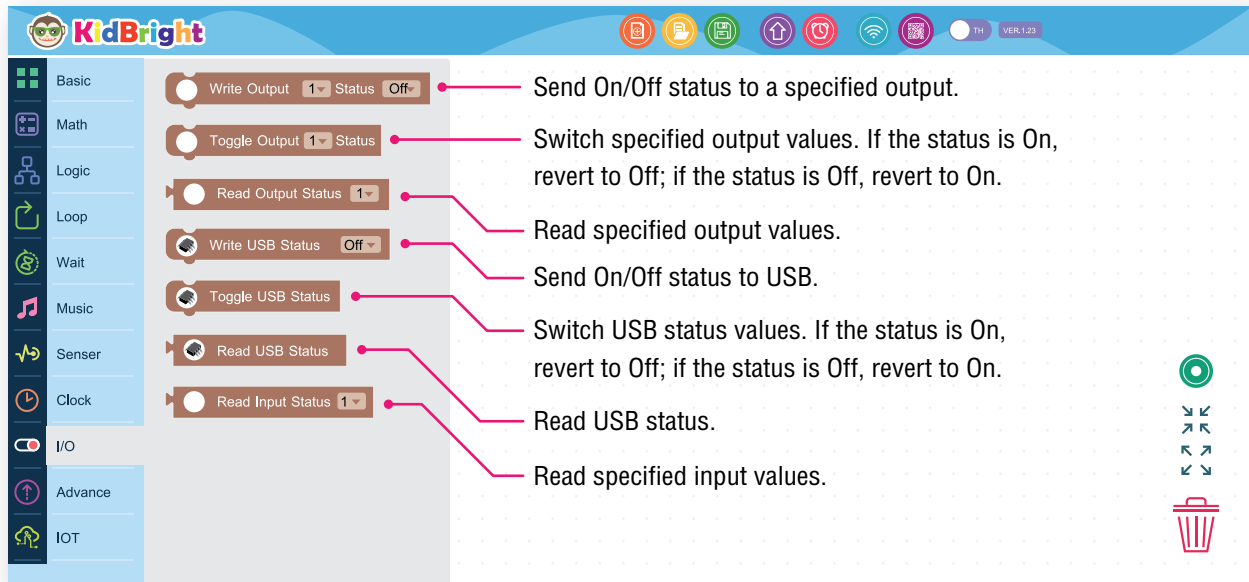 KidBright
TH
VER.1.23
Basic
Math
Logic
Loop
Wait
Music
Senser
Clock
I/O
Advance
IOT
Write Output 1 Status Off
Toggle Output 1 Status
Read Output Status 1
Write USB Status Off
Toggle USB Status
Read USB Status
Read Input Status 1
Send On/Off status to a specified output.
Switch specified output values. If the status is On,
revert to Off; if the status is Off, revert to On.
Read specified output values.
Send On/Off status to USB.
Switch USB status values. If the status is On,
revert to Off; if the status is Off, revert to On.
Read USB status.
Read specified input values.